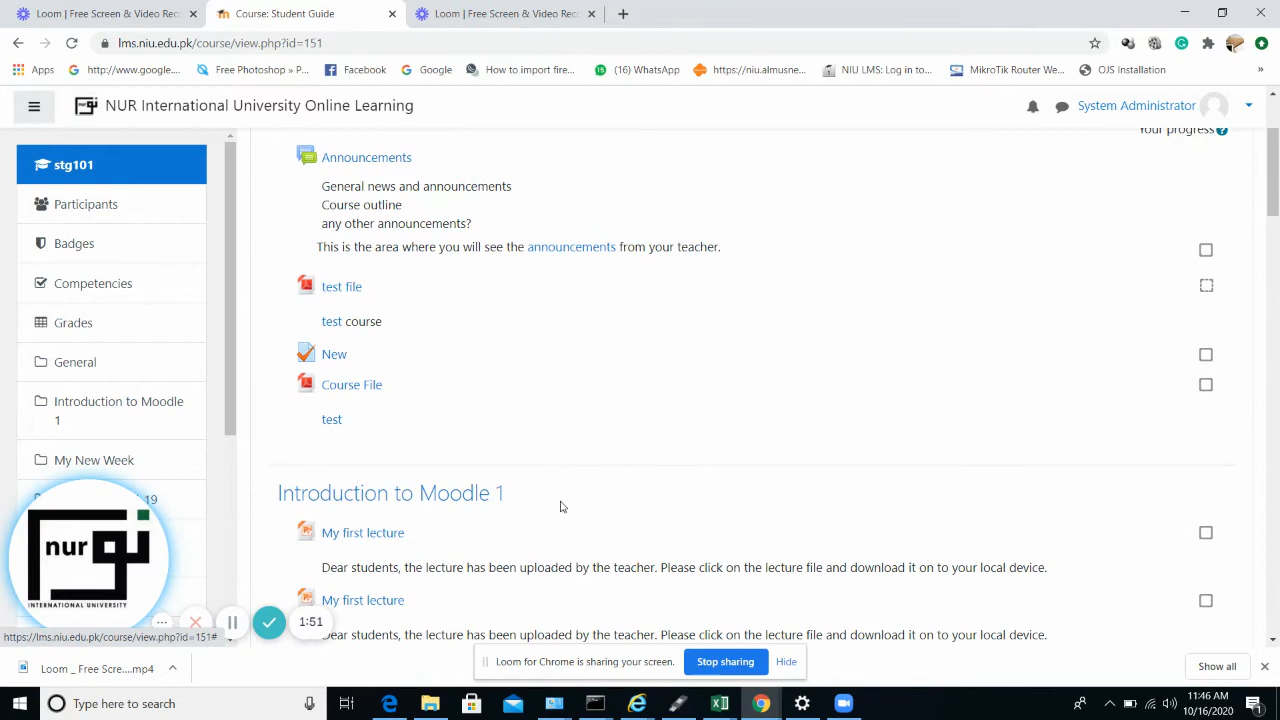 Loom | Free Screen & Video Rec
Course: Student Guide
Loom | Free Screen & Video Rec
lms.niu.edu.pk/course/view.php?id=151
Apps
http://www.google....
Free Photoshop » P...
Facebook
Google
How to import fire...
(16) WhatsApp
https://niu.almusne...
NIU LMS: Log in to...
MikroTik Router We...
OJS Installation
»
nur نور
NUR International University Online Learning
System Administrator
stg101
Participants
Badges
Competencies
Grades
General
Introduction to Moodle
1
My New Week
19
Your progress
Announcements
General news and announcements
Course outline
any other announcements?
This is the area where you will see the announcements from your teacher.
test file
test course
New
Course File
test
Introduction to Moodle 1
My first lecture
Dear students, the lecture has been uploaded by the teacher. Please click on the lecture file and download it on to your local device.
My first lecture
Dear students, the lecture has been uploaded by the teacher. Please click on the lecture file and download it on to your local device.
nur نور
INTERNATIONAL UNIVERSITY
1:51
https://lms.niu.edu.pk/course/view.php?id=151#
Loom _ Free Scre....mp4
Loom for Chrome is sharing your screen.
Stop sharing
Hide
Show all
Type here to search
11:46 AM
10/16/2020
1